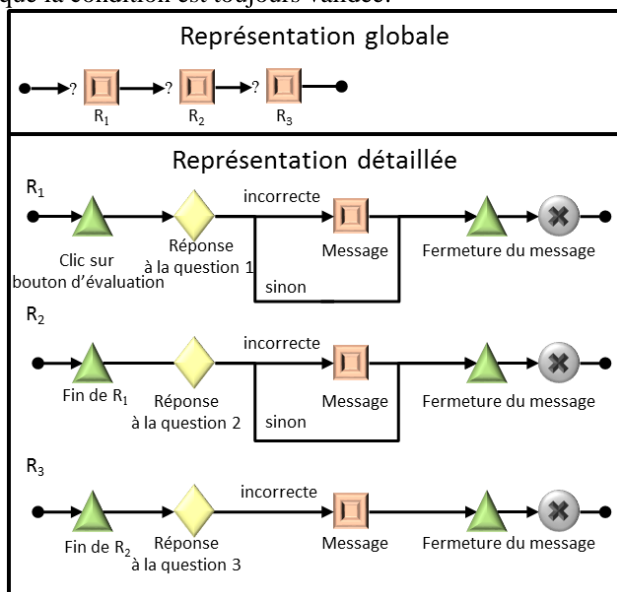 que la condition est toujours validée.
Représentation globale
? ? ?
R1 R2 R3
Représentation détaillée
R1
incorrecte
Clic sur
bouton d'évaluation
Réponse
à la question 1
Message
Fermeture du message
sinon
R2
incorrecte
Fin de R1
Réponse
à la question 2
Message
Fermeture du message
sinon
R3
incorrecte
Fin de R2
Réponse
à la question 3
Message
Fermeture du message